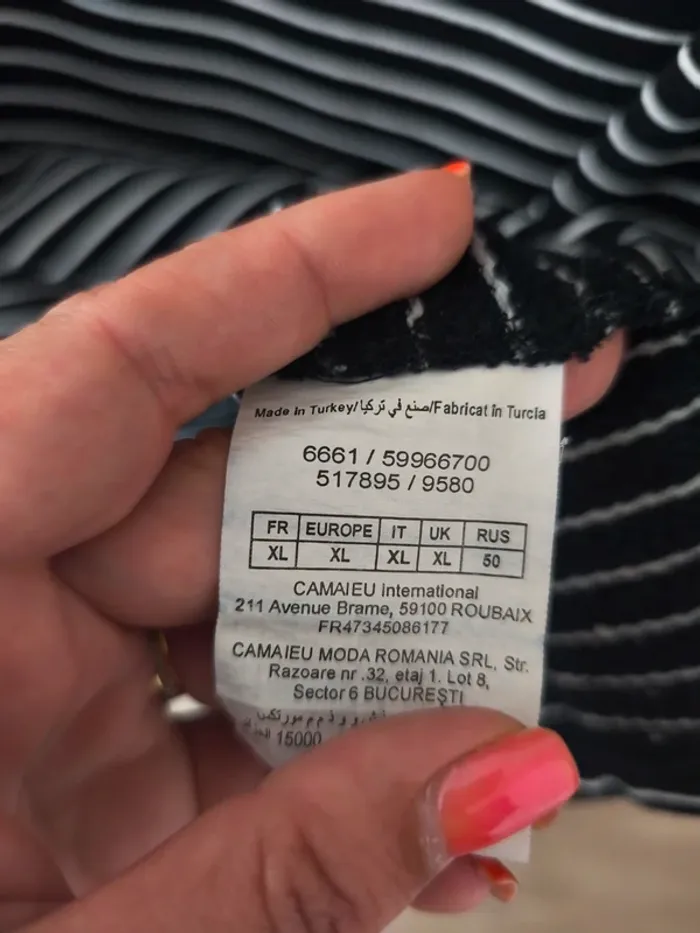 Made in Turkey/صنع في تركيا/Fabricat în Turcia
6661 / 59966700
517895 / 9580
FR EUROPE IT UK RUS
XL XL XL XL 50
CAMAIEU International
211 Avenue Brame, 59100 ROUBAIX
FR47345086177
CAMAIEU MODA ROMANIA SRL, Str.
Razoare nr .32, etaj 1. Lot 8,
Sector 6 BUCUREŞTI
15000